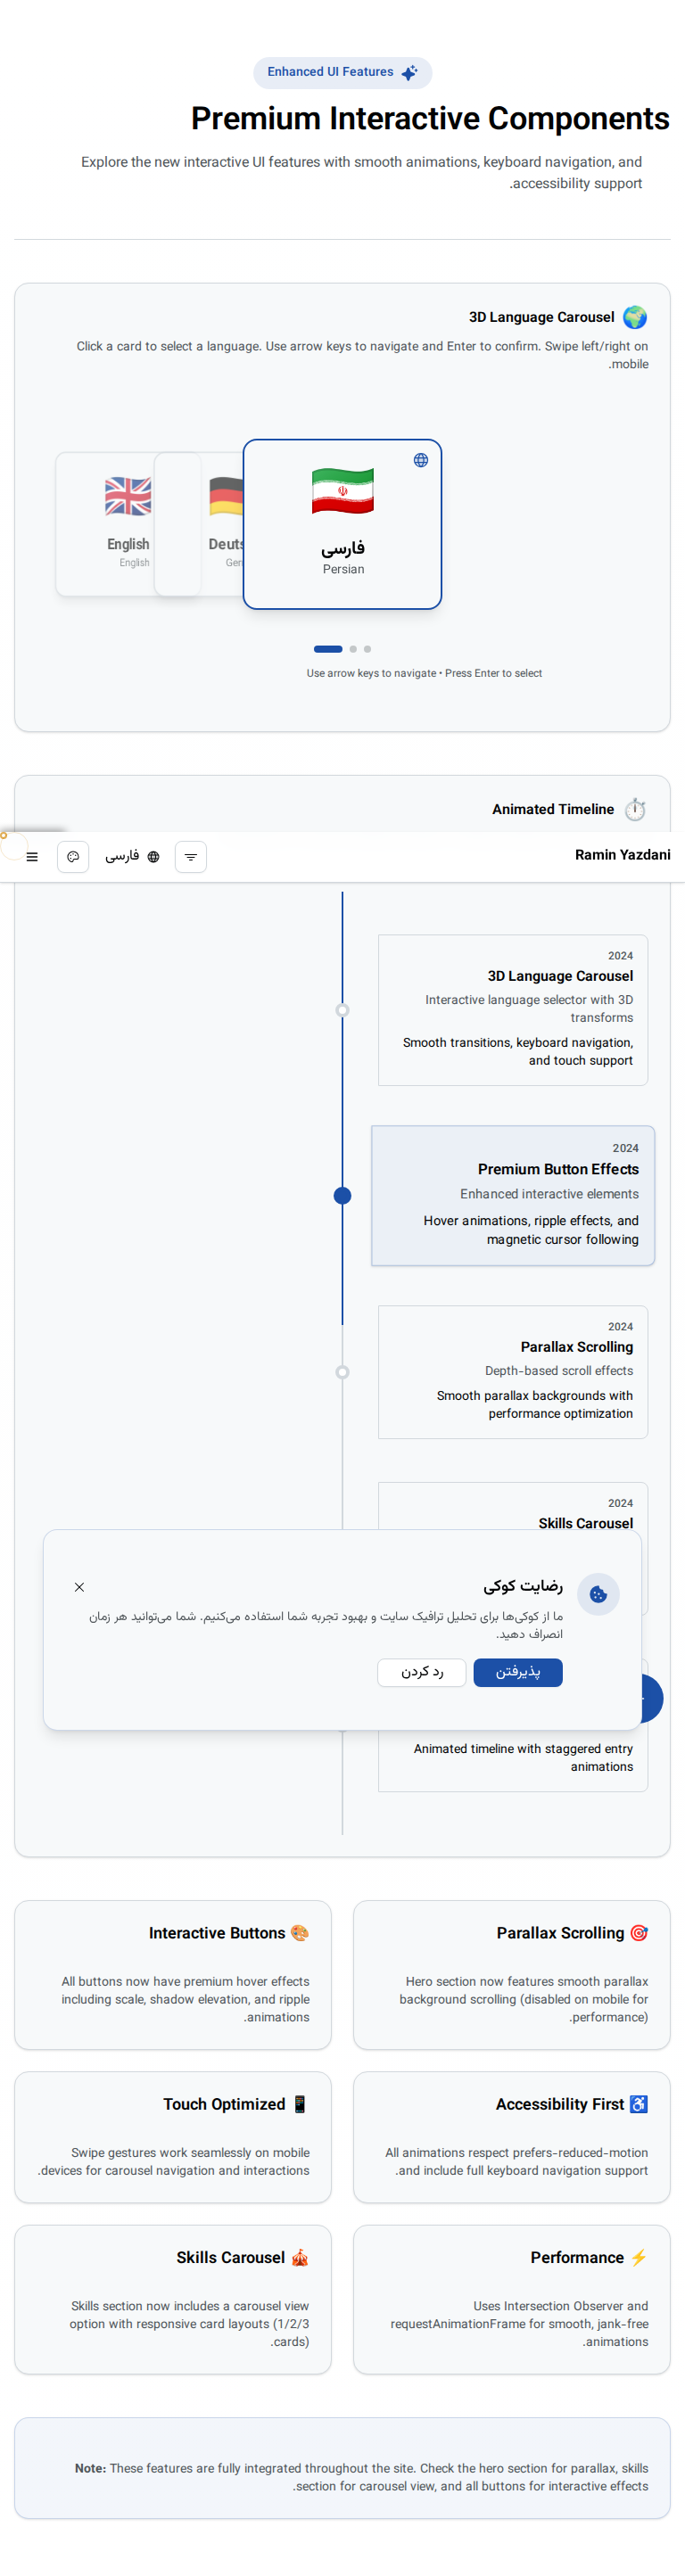 Enhanced UI Features
Premium Interactive Components
Explore the new interactive UI features with smooth animations, keyboard navigation, and
.accessibility support
3D Language Carousel
Click a card to select a language. Use arrow keys to navigate and Enter to confirm. Swipe left/right on
.mobile
فارسی
Persian
English
English
Use arrow keys to navigate • Press Enter to select
Animated Timeline
Ramin Yazdani
فارسی
2024
3D Language Carousel
Interactive language selector with 3D
transforms
Smooth transitions, keyboard navigation,
and touch support
2024
Premium Button Effects
Enhanced interactive elements
Hover animations, ripple effects, and
magnetic cursor following
2024
Parallax Scrolling
Depth-based scroll effects
Smooth parallax backgrounds with
performance optimization
2024
Skills Carousel
رضایت کوکی
ما از کوکی‌ها برای تحلیل ترافیک سایت و بهبود تجربه شما استفاده می‌کنیم. شما می‌توانید هر زمان
انصراف دهید.
پذیرفتن
رد کردن
Animated timeline with staggered entry
animations
Parallax Scrolling
Hero section now features smooth parallax
background scrolling (disabled on mobile for
.performance)
Interactive Buttons
All buttons now have premium hover effects
including scale, shadow elevation, and ripple
.animations
Accessibility First
All animations respect prefers-reduced-motion
.and include full keyboard navigation support
Touch Optimized
Swipe gestures work seamlessly on mobile
.devices for carousel navigation and interactions
Performance
Uses Intersection Observer and
requestAnimationFrame for smooth, jank-free
.animations
Skills Carousel
Skills section now includes a carousel view
option with responsive card layouts (1/2/3
.cards)
Note: These features are fully integrated throughout the site. Check the hero section for parallax, skills
.section for carousel view, and all buttons for interactive effects